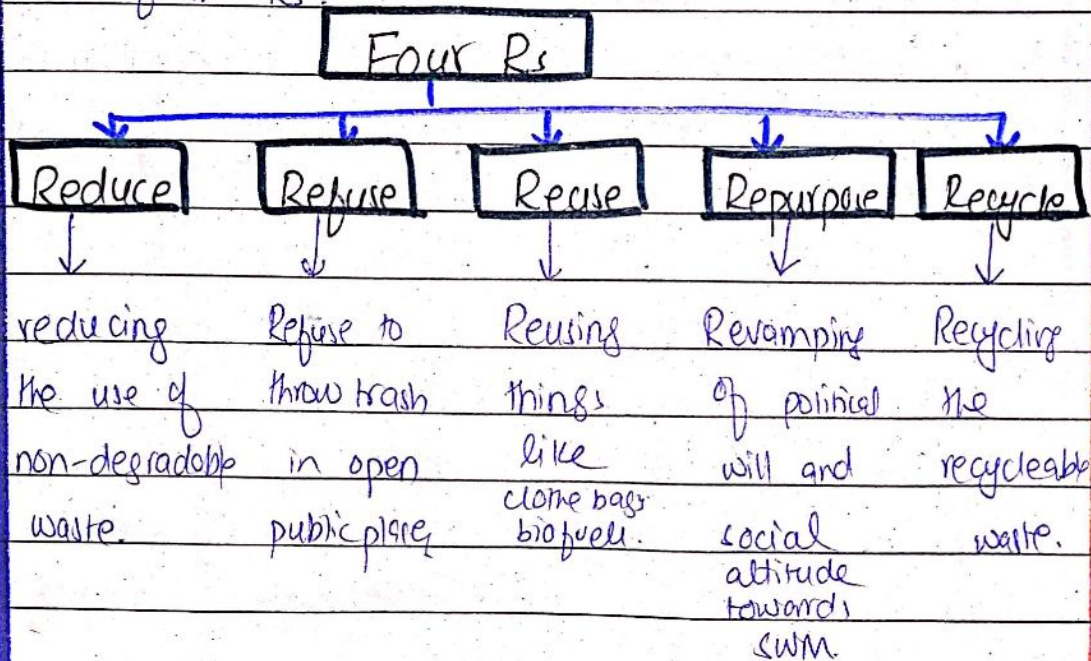 Rs.
Four Rs
Reduce Refuse Reuse Repurpose Recycle
reducing Refuse to Reusing Revamping Recycling
the use of throw trash things of political the
non-degradable in open like will and recycleable
clothe bags
waste. public place biofuels. social waste.
altitude
towards
SWM.